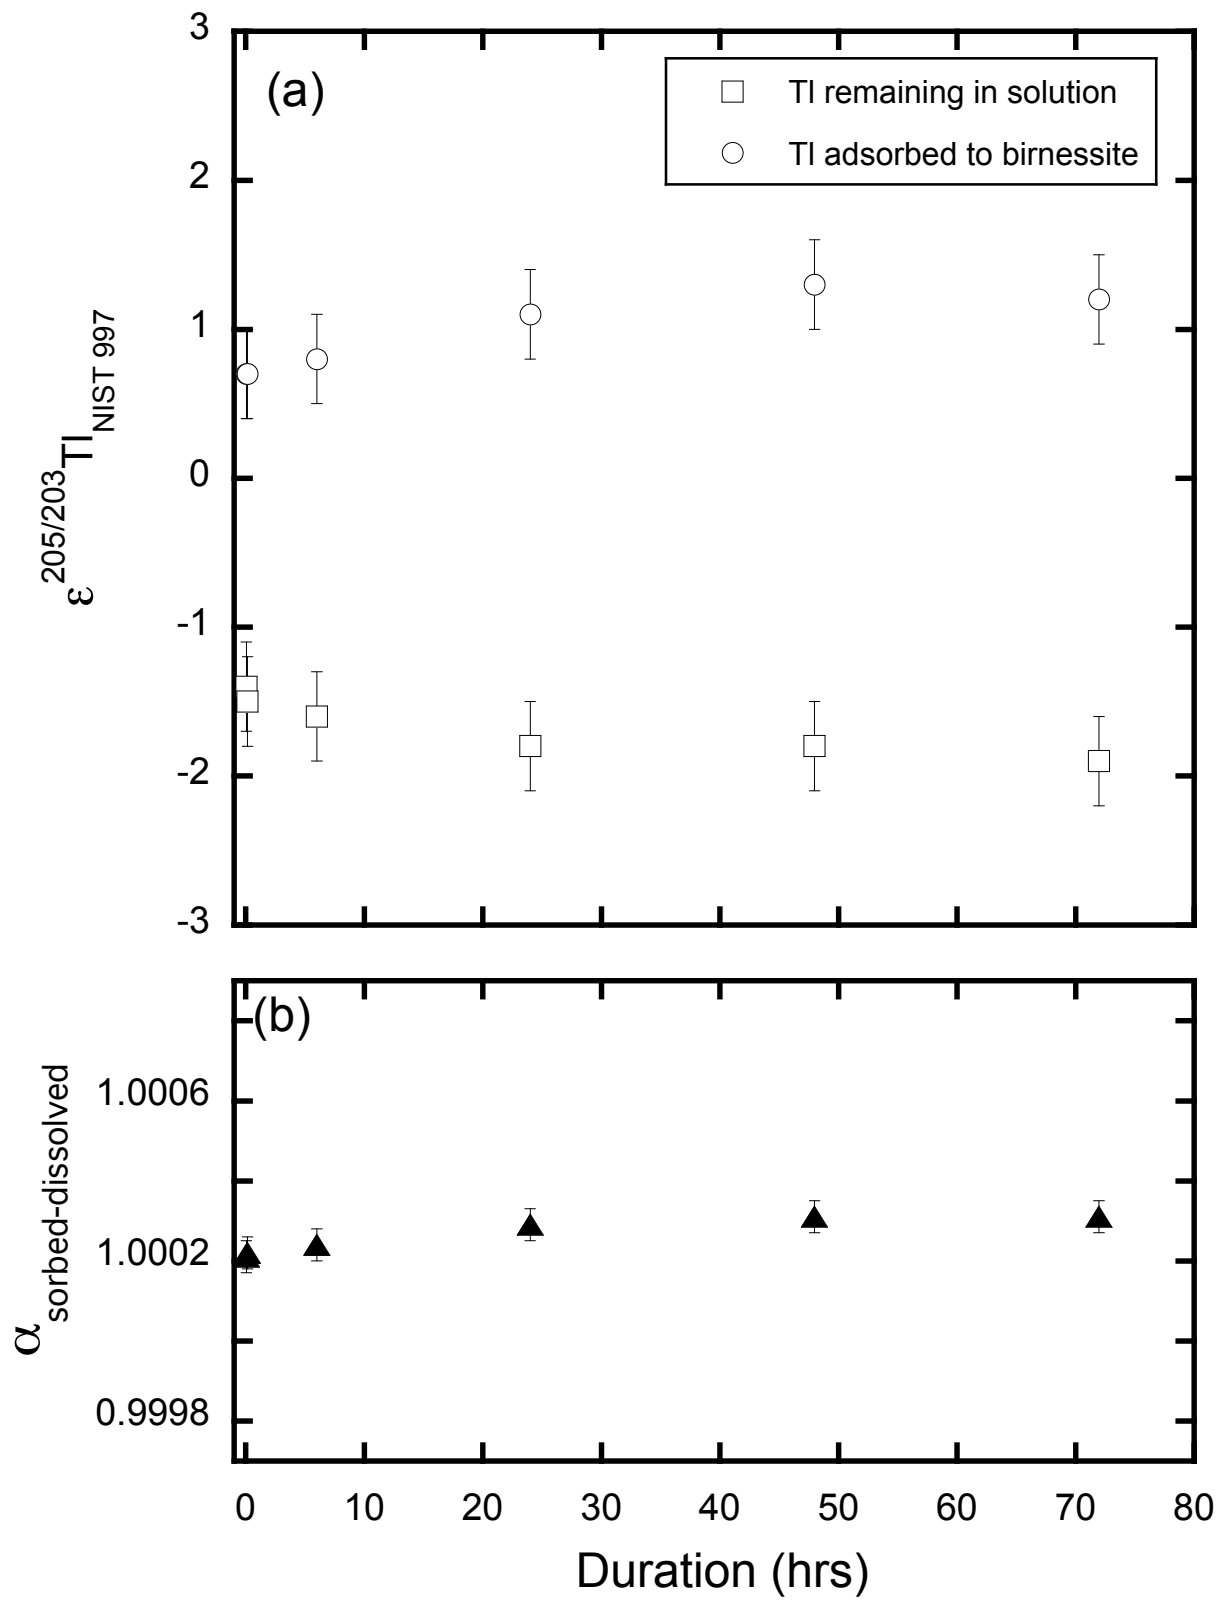 (a)
Tl remaining in solution
Tl adsorbed to birnessite
3
2
1
0
-1
-2
-3
ε205/203TlNIST 997
(b)
1.0006
1.0002
0.9998
α sorbed-dissolved
0 10 20 30 40 50 60 70 80
Duration (hrs)